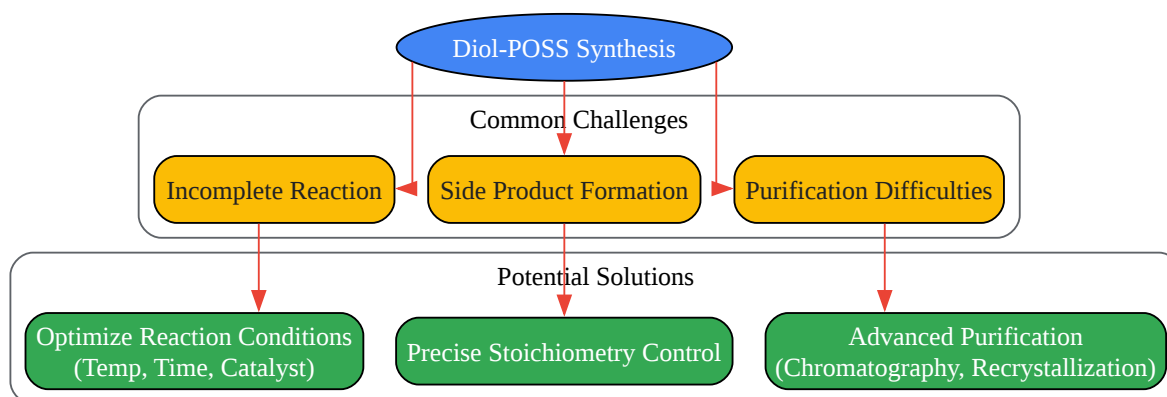 Diol-POSS Synthesis
Common Challenges
Incomplete Reaction
Side Product Formation
Purification Difficulties
Potential Solutions
Optimize Reaction Conditions
(Temp, Time, Catalyst)
Precise Stoichiometry Control
Advanced Purification
(Chromatography, Recrystallization)